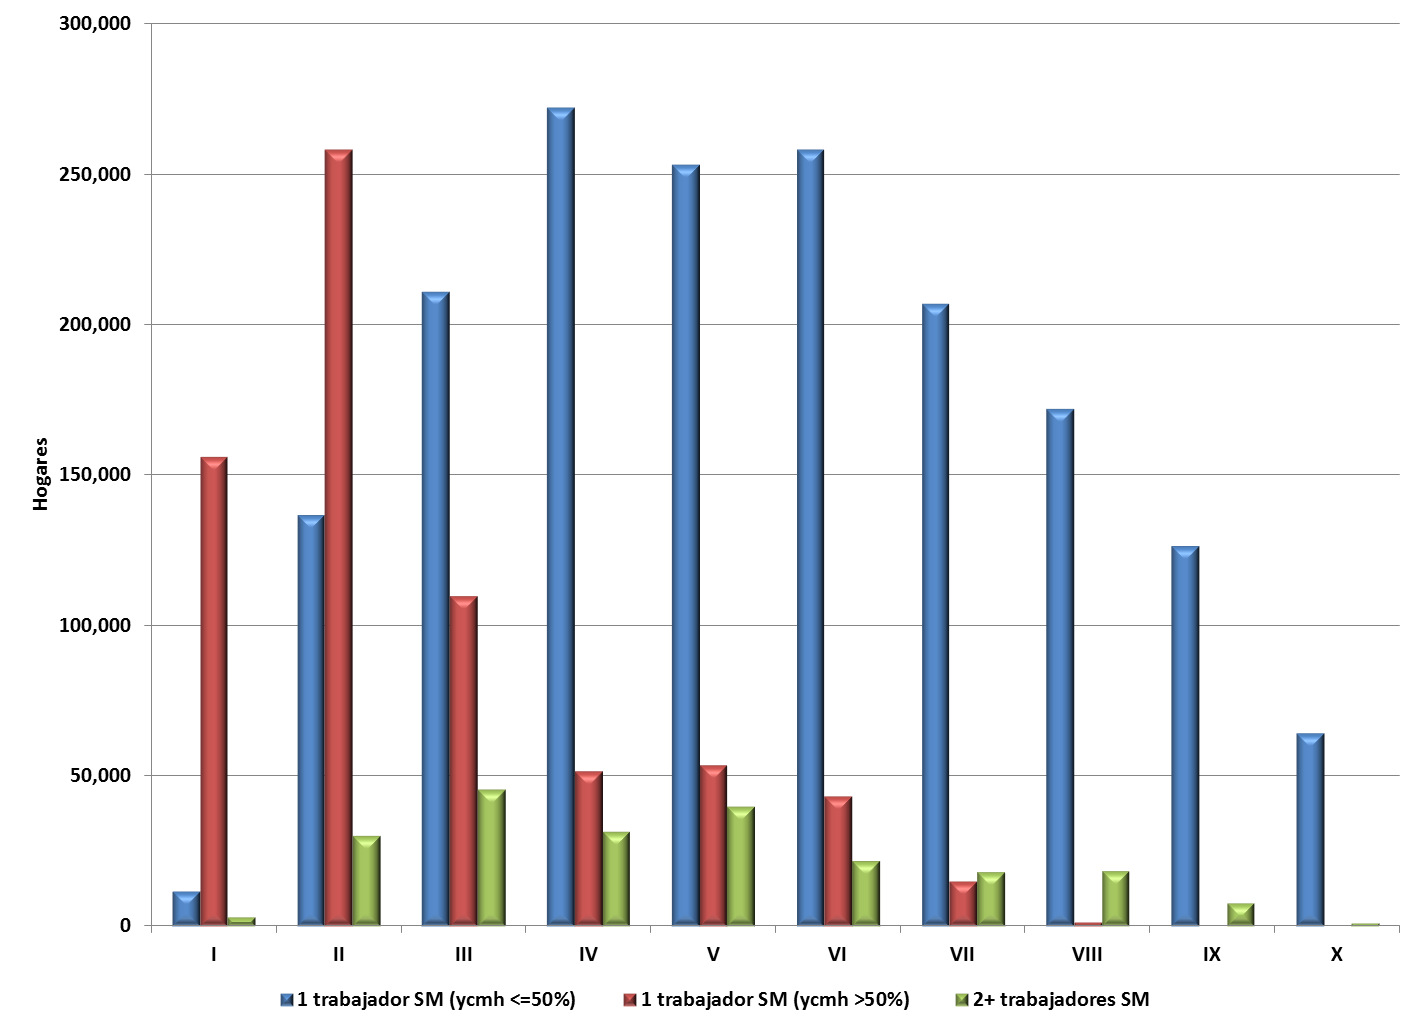 300,000
250,000
200,000
150,000
100,000
50,000
0
Hogares
I II III IV V VI VII VIII IX X
1 trabajador SM (ycmh <=50%) 1 trabajador SM (ycmh >50%) 2+ trabajadores SM